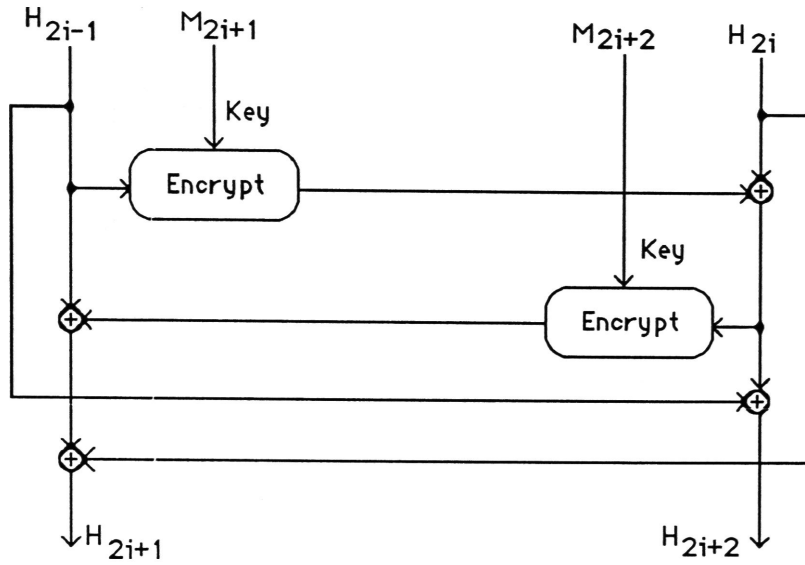 H2i-1
M2i+1
M2i+2
H2i
Key
Encrypt
Key
Encrypt
H2i+1
H2i+2